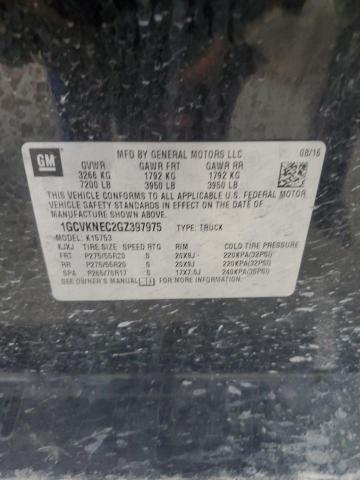 GM
MFD BY GENERAL MOTORS LLC 08/16
GVWR GAWR FRT GAWR RR
3266 KG 1792 KG 1792 KG
7200 LB 3950 LB 3950 LB
THIS VEHICLE CONFORMS TO ALL APPLICABLE U.S. FEDERAL MOTOR
VEHICLE SAFETY STANDARDS IN EFFECT ON THE DATE OF
MANUFACTURE SHOWN ABOVE.
1GCVKNEC2GZ397975 TYPE: TRUCK
MODEL: K15753
KJXJ TIRE SIZE SPEED RTG RIM COLD TIRE PRESSURE
FRT P275/55R20 S 20X9J 220KPA(32PSI)
RR P275/55R20 S 20X9J 220KPA(32PSI)
SPA P265/70R17 S 17X7.5J 240KPA(35PSI)
SEE OWNER'S MANUAL FOR MORE INFORMATION.